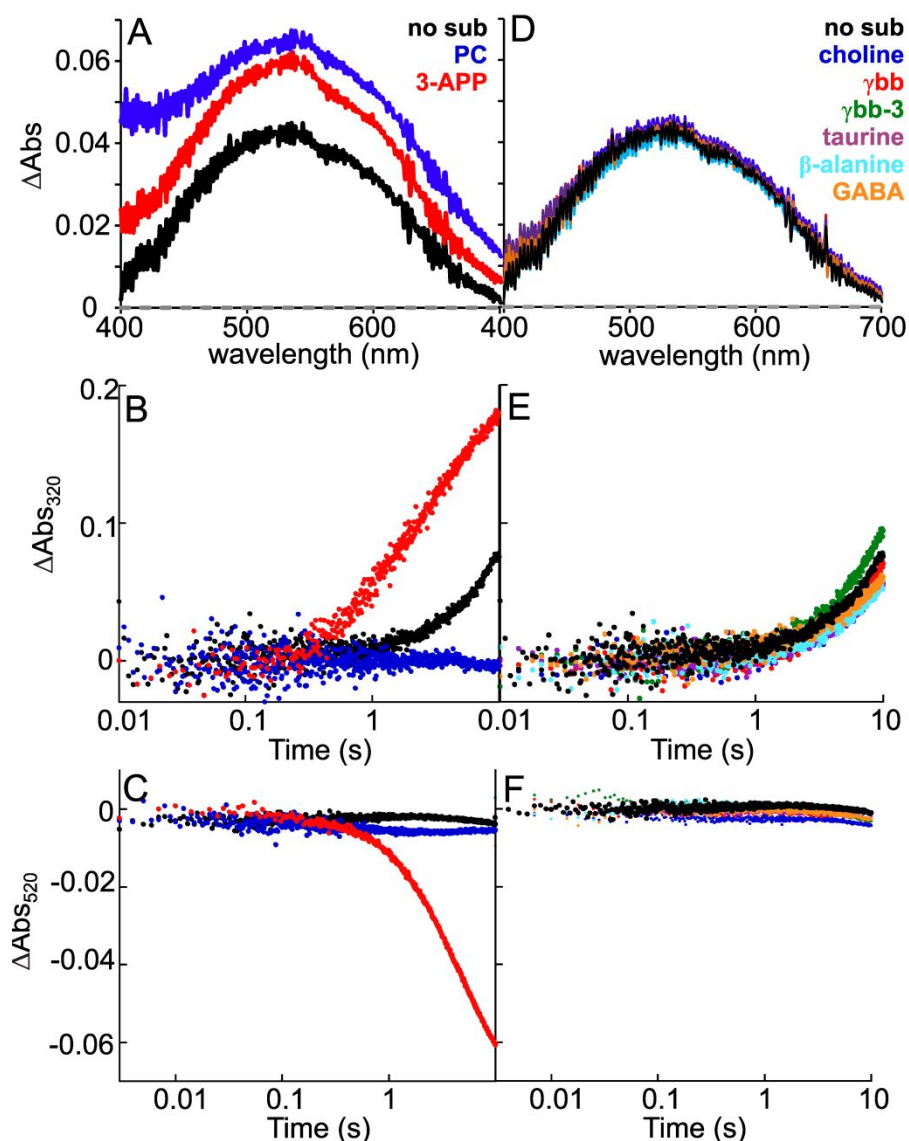 A
no sub
PC
3-APP
ΔAbs
0.06
0.04
0.02
0
400
500
600
wavelength (nm)
D
no sub
choline
γbb
γbb-3
taurine
β-alanine
GABA
400
500
600
700
wavelength (nm)
B
ΔAbs320
0.2
0.1
0
0.01
0.1
1
Time (s)
E
0.01
0.1
1
10
Time (s)
C
ΔAbs520
0
-0.02
-0.04
-0.06
0.01
0.1
1
Time (s)
F
0.01
0.1
1
10
Time (s)